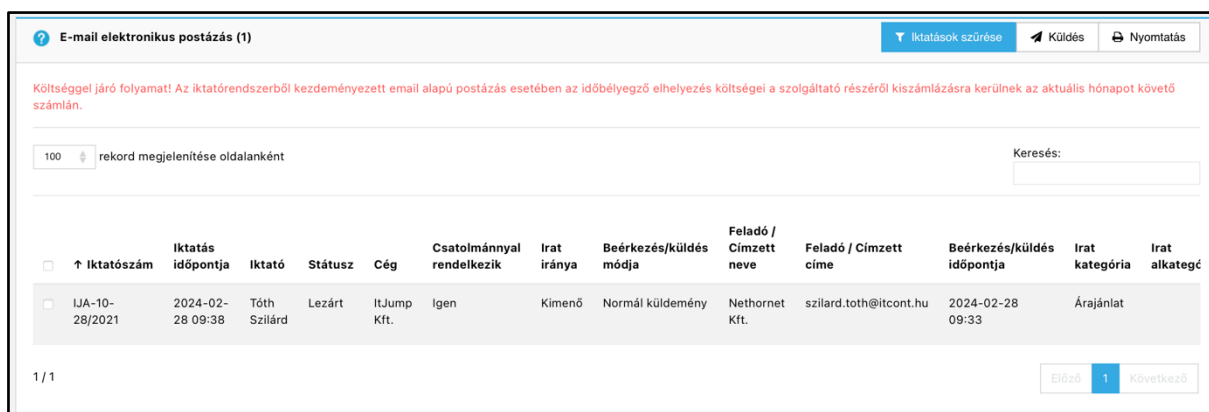 E-mail elektronikus postázás (1)
Iktatások szűrése
Küldés
Nyomtatás
Költséggel járó folyamat! Az iktatórendszerből kezdeményezett email alapú postázás esetében az időbélyegző elhelyezés költségei a szolgáltató részéről kiszámlázásra kerülnek az aktuális hónapot követő
számlán.
100 rekord megjelenítése oldalanként
Keresés:
↑ Iktatószám
Iktatás
időpontja
Iktató
Státusz
Cég
Csatolmánnyal
rendelkezik
Irat
iránya
Beérkezés/küldés
módja
Feladó /
Címzett
neve
Feladó / Címzett
címe
Beérkezés/küldés
időpontja
Irat
kategória
Irat
alkategó
IJA-10-
28/2021
2024-02-
28 09:38
Tóth
Szilárd
Lezárt
ItJump
Kft.
Igen
Kimenő
Normál küldemény
Nethornet
Kft.
szilard.toth@itcont.hu
2024-02-28
09:33
Árajánlat
1 / 1
Előző
1
Következő